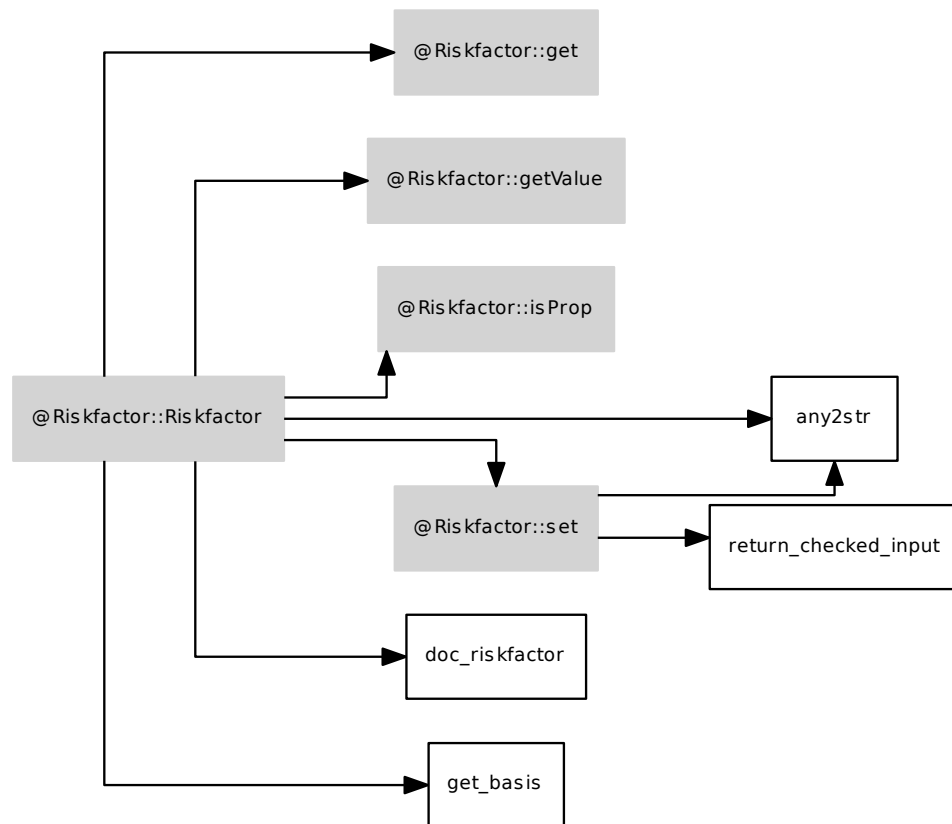 @Riskfactor::get
@Riskfactor::getValue
@Riskfactor::isProp
@Riskfactor::Riskfactor
any2str
@Riskfactor::set
return_checked_input
doc_riskfactor
get_basis